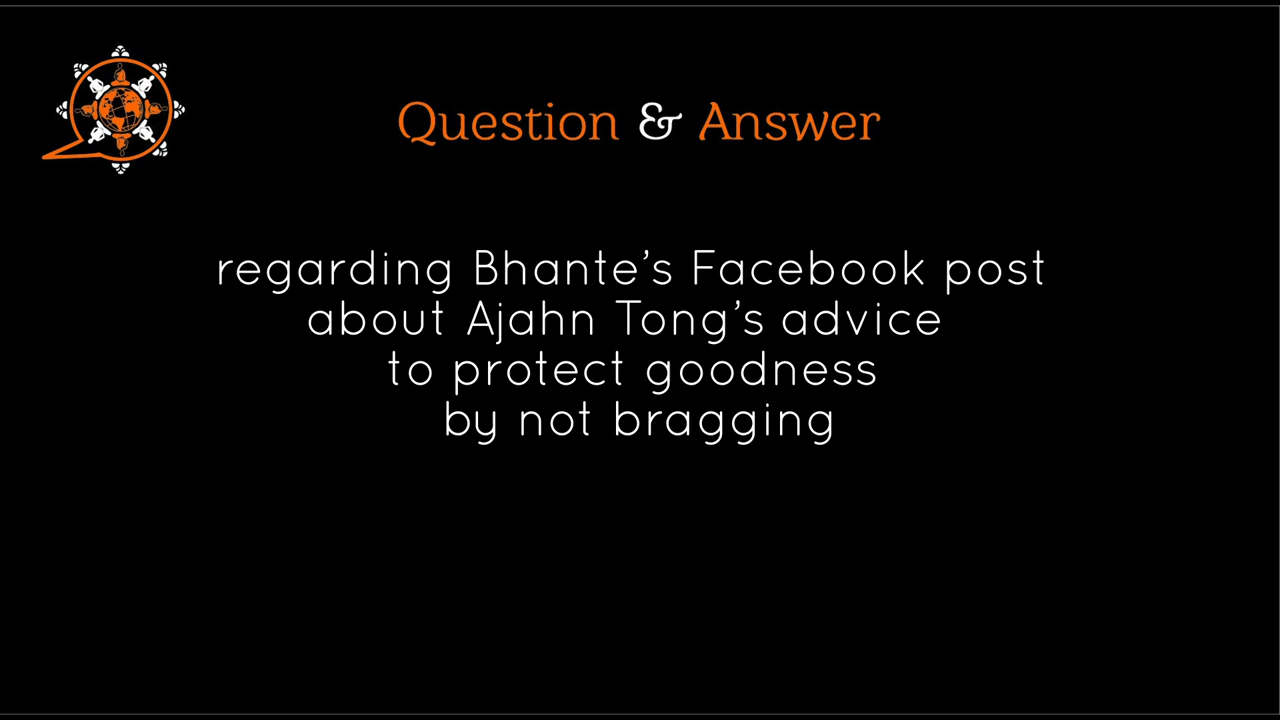 Question & Answer
regarding Bhante’s Facebook post
about Ajahn Tong’s advice
to protect goodness
by not bragging